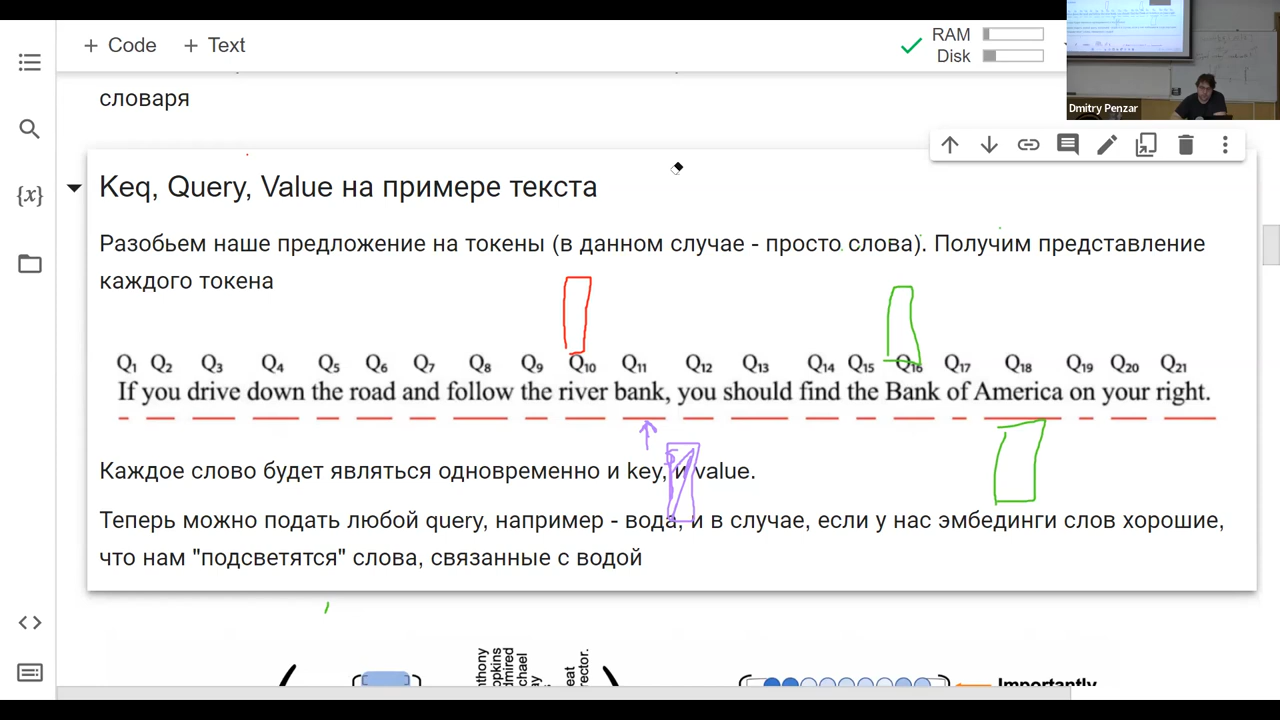 + Code + Text
RAM
Disk
Dmitry Penzar
словаря
Keq, Query, Value на примере текста
Разобьем наше предложение на токены (в данном случае - просто слова). Получим представление
каждого токена
Q1 Q2 Q3 Q4 Q5 Q6 Q7 Q8 Q9 Q10 Q11 Q12 Q13 Q14 Q15 Q16 Q17 Q18 Q19 Q20 Q21
If you drive down the road and follow the river bank, you should find the Bank of America on your right.
Каждое слово будет являться одновременно и key, и value.
Теперь можно подать любой query, например - вода, и в случае, если у нас эмбединги слов хорошие,
что нам "подсветятся" слова, связанные с водой
Importantly